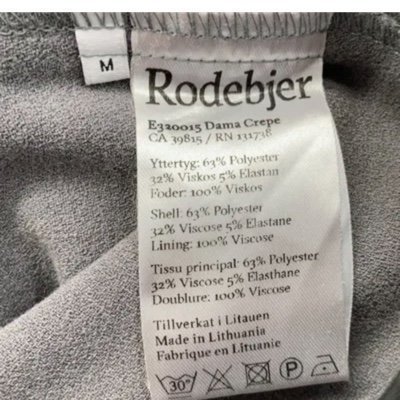 M
Rodebjer
E320015 Dama Crepe
CA 39815 / RN 131738
Yttertyg: 63% Polyester
32% Viskos 5% Elastan
Foder: 100% Viskos
Shell: 63% Polyester
32% Viscose 5% Elastane
Lining: 100% Viscose
Tissu principal: 63% Polyester
32% Viscose 5% Elasthane
Doublure: 100% Viscose
Tillverkat i Litauen
Made in Lithuania
Fabrique en Lituanie
30° P